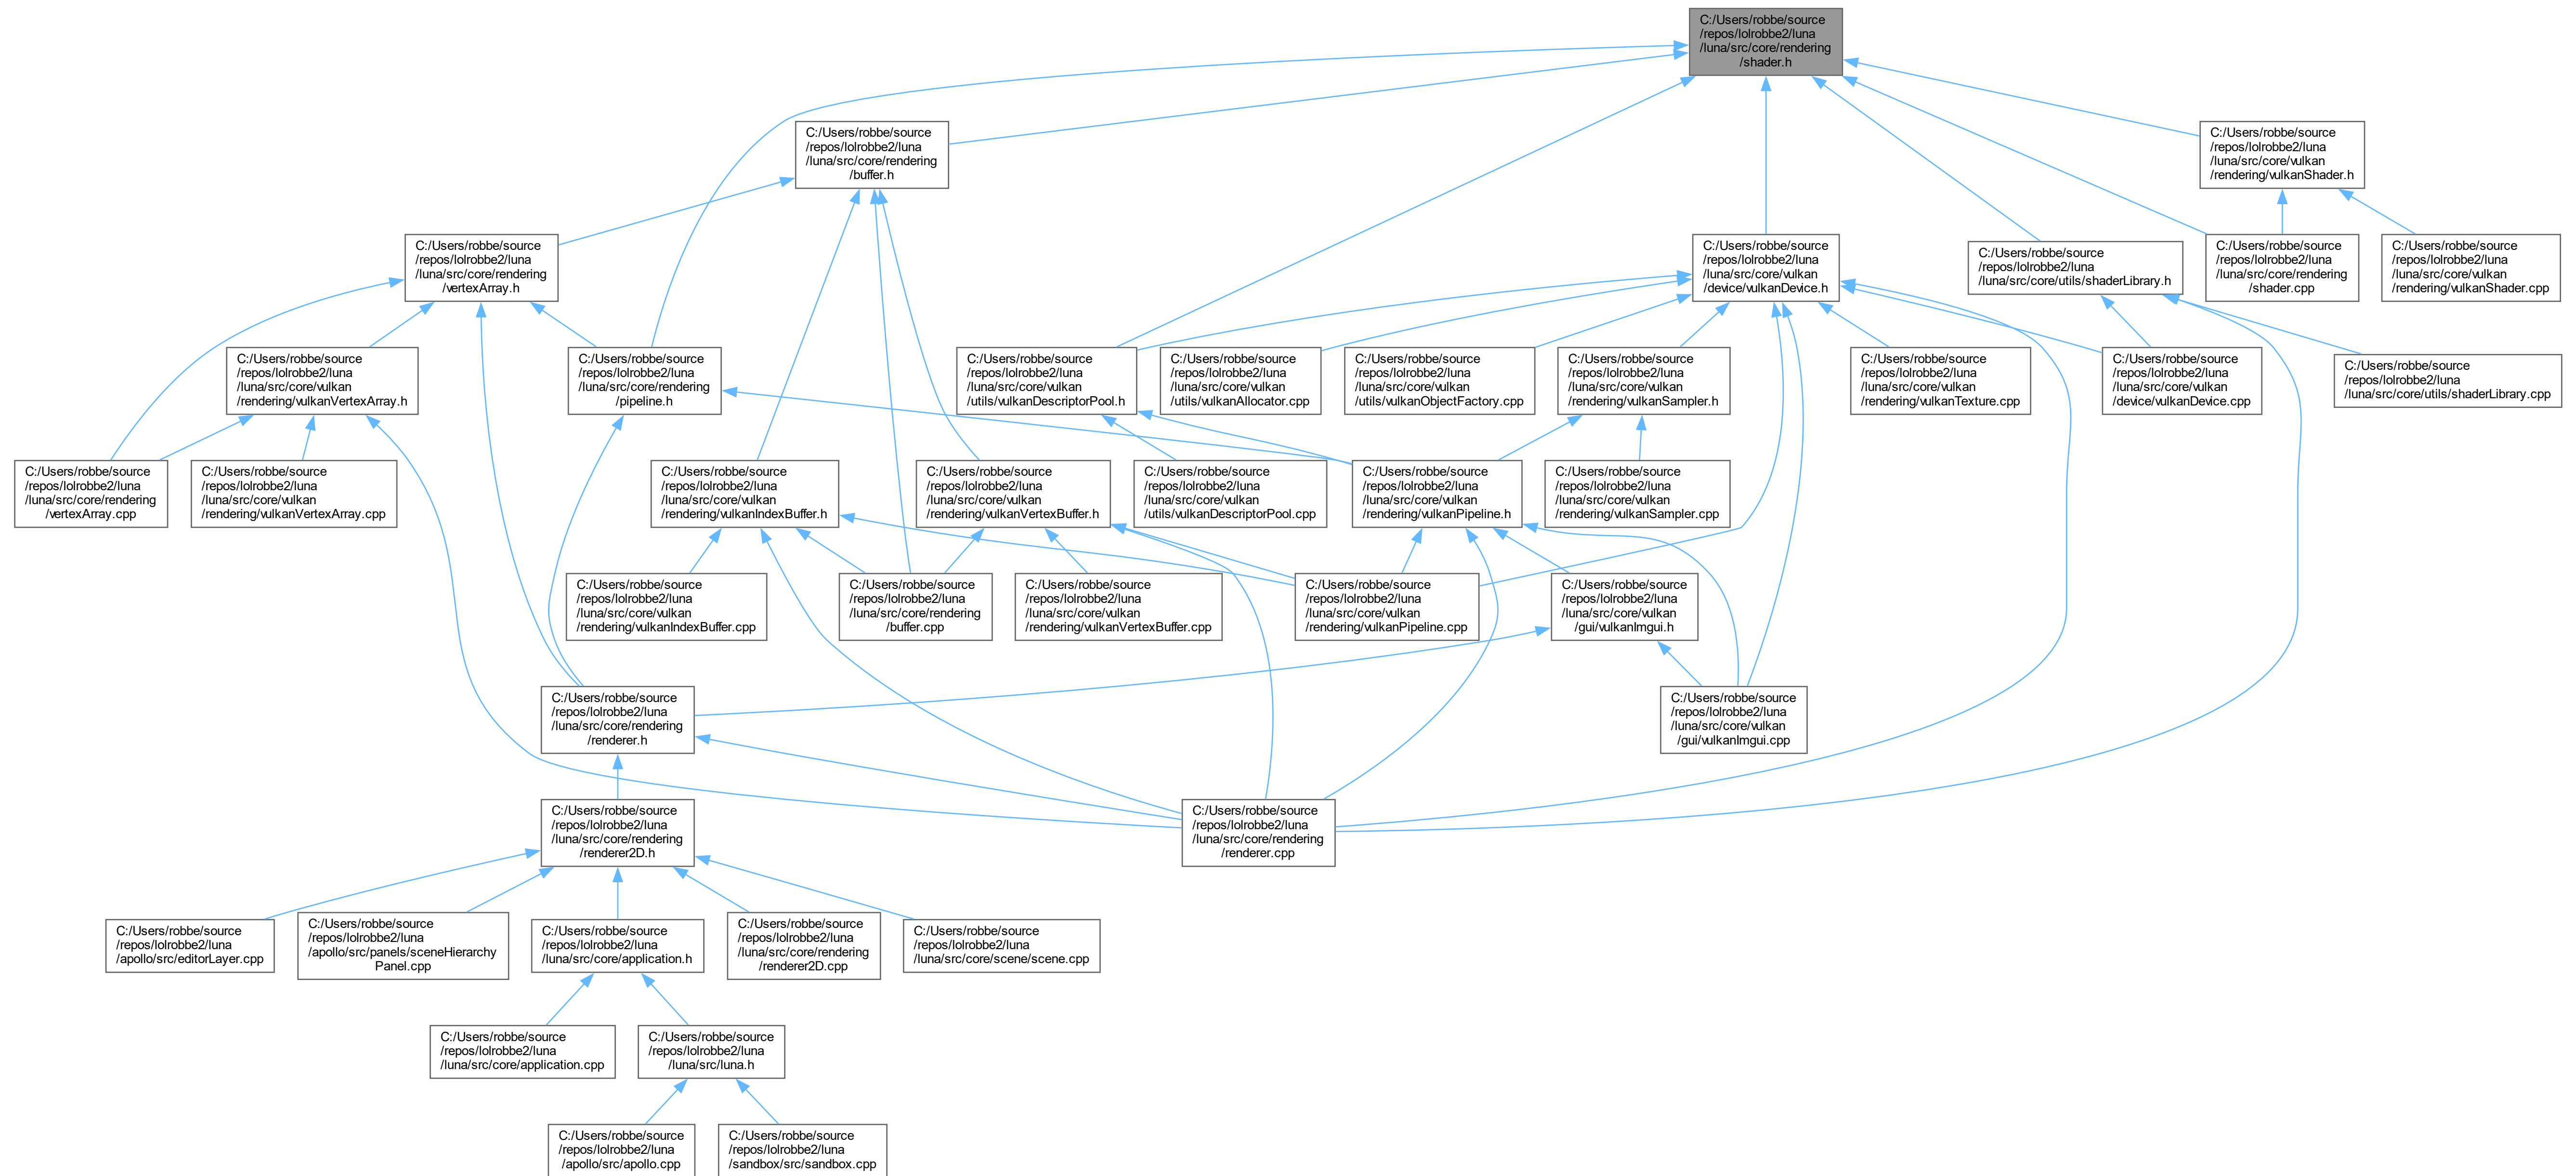 C:/Users/robbe/source
/repos/lolrobbe2/luna
/luna/src/core/rendering
/shader.h
C:/Users/robbe/source
/repos/lolrobbe2/luna
/luna/src/core/rendering
/buffer.h
C:/Users/robbe/source
/repos/lolrobbe2/luna
/luna/src/core/vulkan
/rendering/vulkanShader.h
C:/Users/robbe/source
/repos/lolrobbe2/luna
/luna/src/core/rendering
/vertexArray.h
C:/Users/robbe/source
/repos/lolrobbe2/luna
/luna/src/core/vulkan
/device/vulkanDevice.h
C:/Users/robbe/source
/repos/lolrobbe2/luna
/luna/src/core/utils/shaderLibrary.h
C:/Users/robbe/source
/repos/lolrobbe2/luna
/luna/src/core/rendering
/shader.cpp
C:/Users/robbe/source
/repos/lolrobbe2/luna
/luna/src/core/vulkan
/rendering/vulkanShader.cpp
C:/Users/robbe/source
/repos/lolrobbe2/luna
/luna/src/core/vulkan
/rendering/vulkanVertexArray.h
C:/Users/robbe/source
/repos/lolrobbe2/luna
/luna/src/core/rendering
/pipeline.h
C:/Users/robbe/source
/repos/lolrobbe2/luna
/luna/src/core/vulkan
/utils/vulkanDescriptorPool.h
C:/Users/robbe/source
/repos/lolrobbe2/luna
/luna/src/core/vulkan
/utils/vulkanAllocator.cpp
C:/Users/robbe/source
/repos/lolrobbe2/luna
/luna/src/core/vulkan
/utils/vulkanObjectFactory.cpp
C:/Users/robbe/source
/repos/lolrobbe2/luna
/luna/src/core/vulkan
/rendering/vulkanSampler.h
C:/Users/robbe/source
/repos/lolrobbe2/luna
/luna/src/core/vulkan
/rendering/vulkanTexture.cpp
C:/Users/robbe/source
/repos/lolrobbe2/luna
/luna/src/core/vulkan
/device/vulkanDevice.cpp
C:/Users/robbe/source
/repos/lolrobbe2/luna
/luna/src/core/utils/shaderLibrary.cpp
C:/Users/robbe/source
/repos/lolrobbe2/luna
/luna/src/core/rendering
/vertexArray.cpp
C:/Users/robbe/source
/repos/lolrobbe2/luna
/luna/src/core/vulkan
/rendering/vulkanVertexArray.cpp
C:/Users/robbe/source
/repos/lolrobbe2/luna
/luna/src/core/vulkan
/rendering/vulkanIndexBuffer.h
C:/Users/robbe/source
/repos/lolrobbe2/luna
/luna/src/core/vulkan
/rendering/vulkanVertexBuffer.h
C:/Users/robbe/source
/repos/lolrobbe2/luna
/luna/src/core/vulkan
/utils/vulkanDescriptorPool.cpp
C:/Users/robbe/source
/repos/lolrobbe2/luna
/luna/src/core/vulkan
/rendering/vulkanPipeline.h
C:/Users/robbe/source
/repos/lolrobbe2/luna
/luna/src/core/vulkan
/rendering/vulkanSampler.cpp
C:/Users/robbe/source
/repos/lolrobbe2/luna
/luna/src/core/vulkan
/rendering/vulkanIndexBuffer.cpp
C:/Users/robbe/source
/repos/lolrobbe2/luna
/luna/src/core/rendering
/buffer.cpp
C:/Users/robbe/source
/repos/lolrobbe2/luna
/luna/src/core/vulkan
/rendering/vulkanVertexBuffer.cpp
C:/Users/robbe/source
/repos/lolrobbe2/luna
/luna/src/core/vulkan
/rendering/vulkanPipeline.cpp
C:/Users/robbe/source
/repos/lolrobbe2/luna
/luna/src/core/vulkan
/gui/vulkanImgui.h
C:/Users/robbe/source
/repos/lolrobbe2/luna
/luna/src/core/rendering
/renderer.h
C:/Users/robbe/source
/repos/lolrobbe2/luna
/luna/src/core/vulkan
/gui/vulkanImgui.cpp
C:/Users/robbe/source
/repos/lolrobbe2/luna
/luna/src/core/rendering
/renderer2D.h
C:/Users/robbe/source
/repos/lolrobbe2/luna
/luna/src/core/rendering
/renderer.cpp
C:/Users/robbe/source
/repos/lolrobbe2/luna
/apollo/src/editorLayer.cpp
C:/Users/robbe/source
/repos/lolrobbe2/luna
/apollo/src/panels/sceneHierarchy
Panel.cpp
C:/Users/robbe/source
/repos/lolrobbe2/luna
/luna/src/core/application.h
C:/Users/robbe/source
/repos/lolrobbe2/luna
/luna/src/core/rendering
/renderer2D.cpp
C:/Users/robbe/source
/repos/lolrobbe2/luna
/luna/src/core/scene/scene.cpp
C:/Users/robbe/source
/repos/lolrobbe2/luna
/luna/src/core/application.cpp
C:/Users/robbe/source
/repos/lolrobbe2/luna
/luna/src/luna.h
C:/Users/robbe/source
/repos/lolrobbe2/luna
/apollo/src/apollo.cpp
C:/Users/robbe/source
/repos/lolrobbe2/luna
/sandbox/src/sandbox.cpp